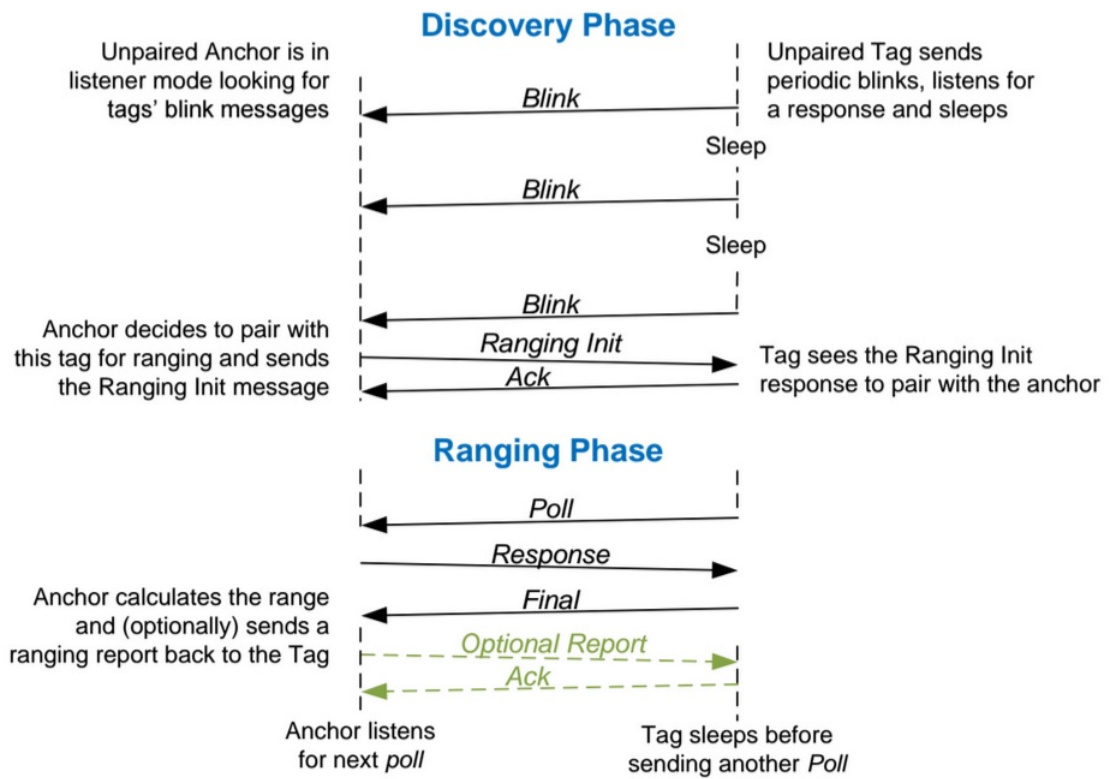 Discovery Phase
Unpaired Anchor is in
listener mode looking for
tags’ blink messages
Unpaired Tag sends
periodic blinks, listens for
a response and sleeps
Blink
Sleep
Blink
Sleep
Blink
Anchor decides to pair with
this tag for ranging and sends
the Ranging Init message
Ranging Init
Ack
Tag sees the Ranging Init
response to pair with the anchor
Ranging Phase
Poll
Response
Final
Anchor calculates the range
and (optionally) sends a
ranging report back to the Tag
Optional Report
Ack
Anchor listens
for next poll
Tag sleeps before
sending another Poll